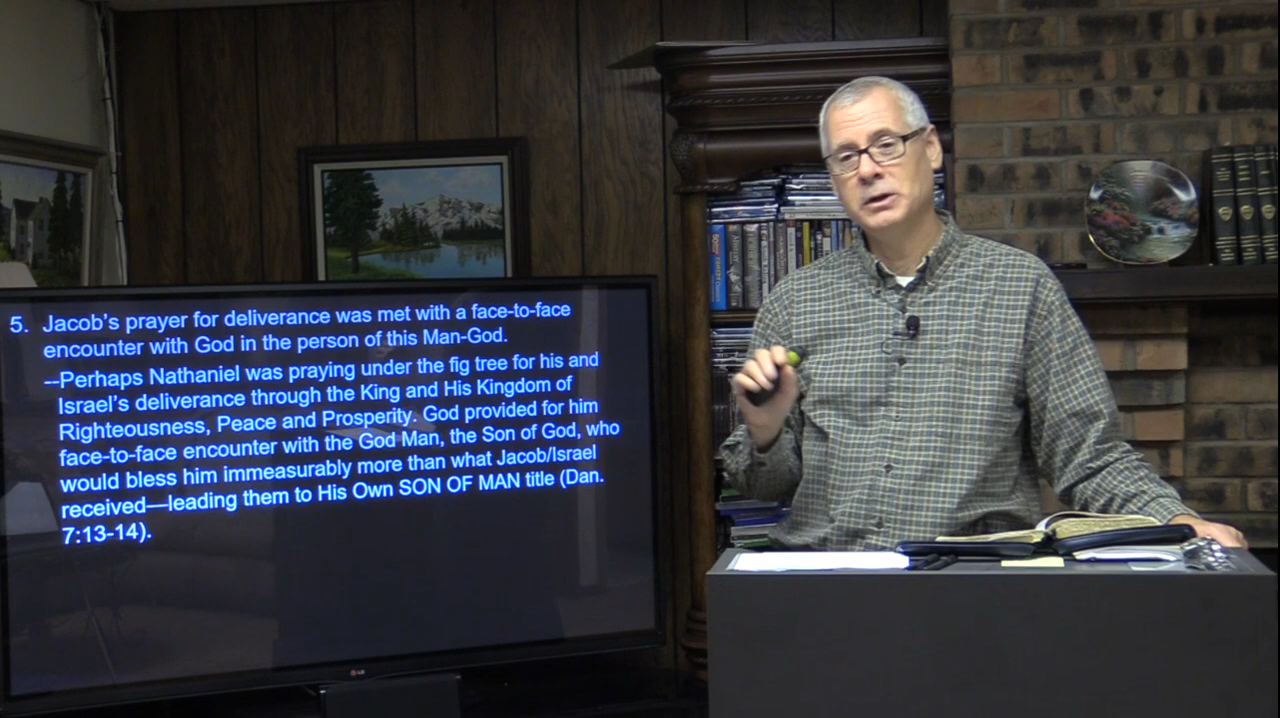 5. Jacob's prayer for deliverance was met with a face-to-face
encounter with God in the person of this Man-God.
--Perhaps Nathaniel was praying under the fig tree for his and
Israel's deliverance through the King and His Kingdom of
Righteousness, Peace and Prosperity. God provided for him
face-to-face encounter with the God Man, the Son of God, who
would bless him immeasurably more than what Jacob/Israel
received—leading them to His Own SON OF MAN title (Dan.
7:13-14).
LG